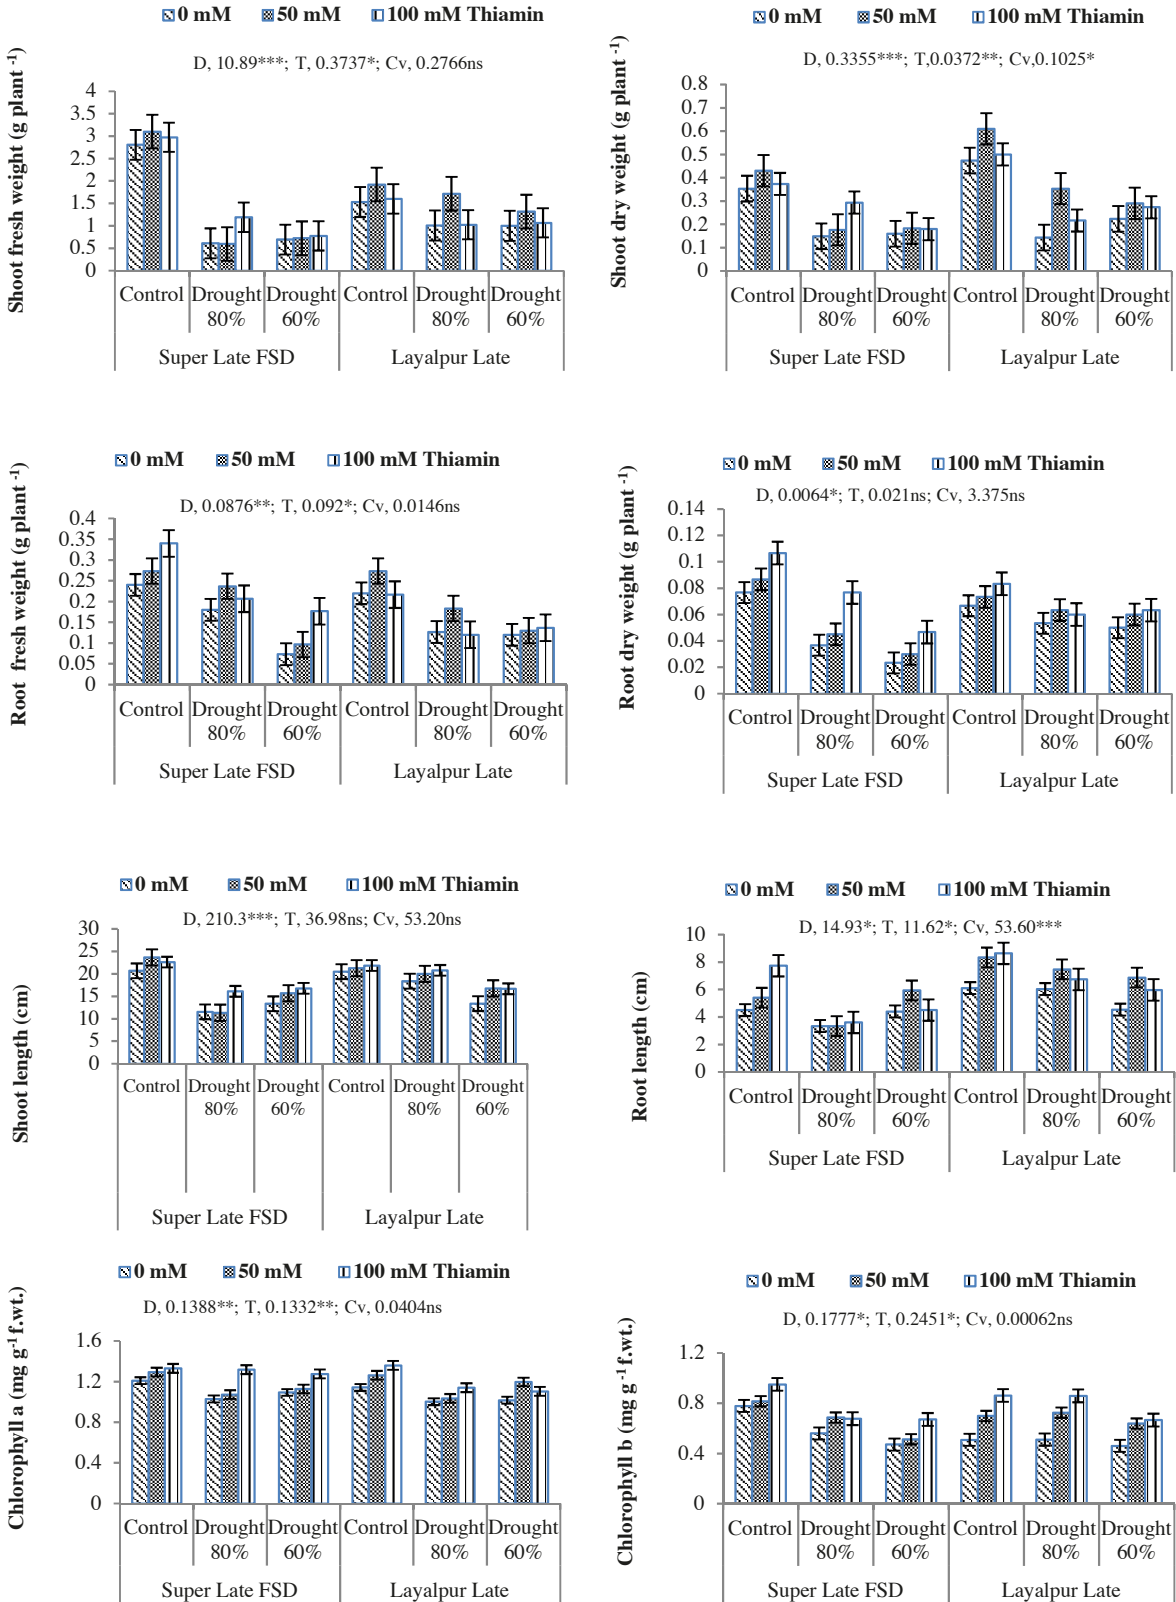 0 mM 50 mM 100 mM Thiamin
D, 10.89***; T, 0.3737*; Cv, 0.2766ns
Shoot fresh weight (g plant -1)
4
3.5
3
2.5
2
1.5
1
0.5
0
Control Drought 80% Drought 60% Control Drought 80% Drought 60%
Super Late FSD Layalpur Late
0 mM 50 mM 100 mM Thiamin
D, 0.3355***; T,0.0372**; Cv,0.1025*
Shoot dry weight (g plant -1)
0.8
0.7
0.6
0.5
0.4
0.3
0.2
0.1
0
Control Drought 80% Drought 60% Control Drought 80% Drought 60%
Super Late FSD Layalpur Late
0 mM 50 mM 100 mM Thiamin
D, 0.0876**; T, 0.092*; Cv, 0.0146ns
Root fresh weight (g plant -1)
0.4
0.35
0.3
0.25
0.2
0.15
0.1
0.05
0
Control Drought 80% Drought 60% Control Drought 80% Drought 60%
Super Late FSD Layalpur Late
0 mM 50 mM 100 mM Thiamin
D, 0.0064*; T, 0.021ns; Cv, 3.375ns
Root dry weight (g plant -1)
0.14
0.12
0.1
0.08
0.06
0.04
0.02
0
Control Drought 80% Drought 60% Control Drought 80% Drought 60%
Super Late FSD Layalpur Late
0 mM 50 mM 100 mM Thiamin
D, 210.3***; T, 36.98ns; Cv, 53.20ns
Shoot length (cm)
30
25
20
15
10
5
0
Control Drought 80% Drought 60% Control Drought 80% Drought 60%
Super Late FSD Layalpur Late
0 mM 50 mM 100 mM Thiamin
D, 14.93*; T, 11.62*; Cv, 53.60***
Root length (cm)
10
8
6
4
2
0
Control Drought 80% Drought 60% Control Drought 80% Drought 60%
Super Late FSD Layalpur Late
0 mM 50 mM 100 mM Thiamin
D, 0.1388**; T, 0.1332**; Cv, 0.0404ns
Chlorophyll a (mg g-1 f.wt.)
1.6
1.2
0.8
0.4
0
Control Drought 80% Drought 60% Control Drought 80% Drought 60%
Super Late FSD Layalpur Late
0 mM 50 mM 100 mM Thiamin
D, 0.1777*; T, 0.2451*; Cv, 0.00062ns
Chlorophyll b (mg g-1 f.wt.)
1.2
0.8
0.4
0
Control Drought 80% Drought 60% Control Drought 80% Drought 60%
Super Late FSD Layalpur Late